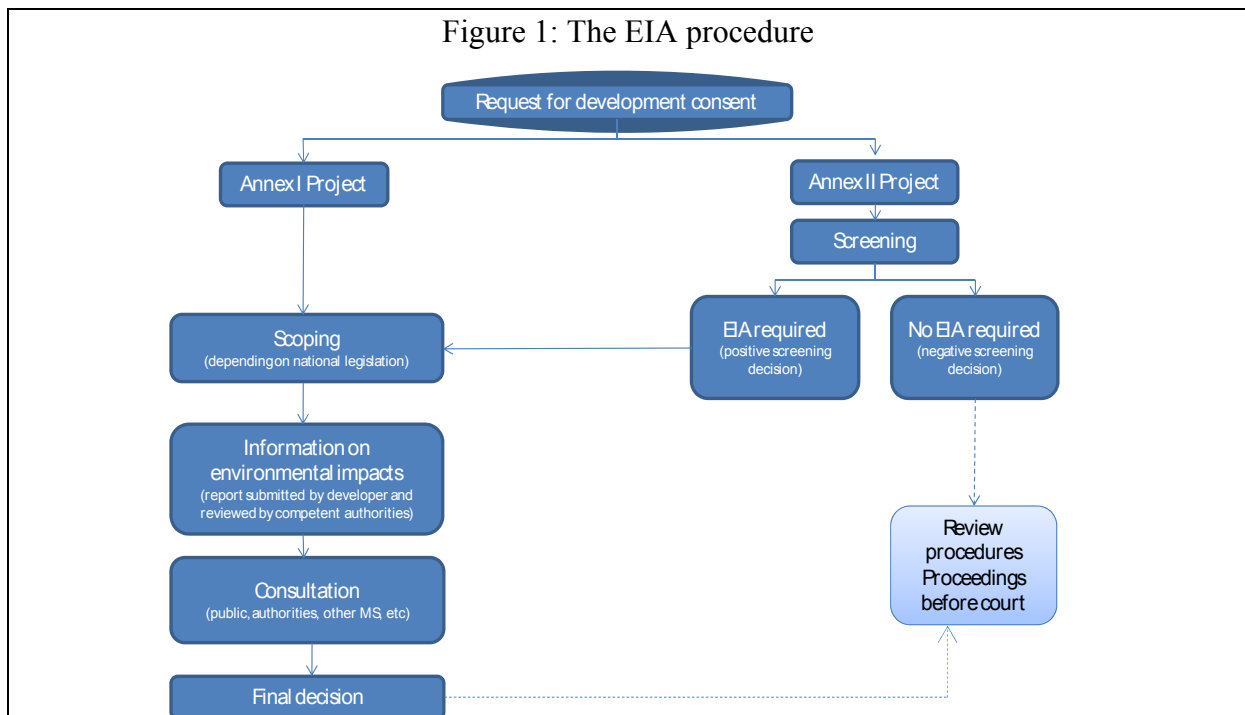 Figure 1: The EIA procedure
Request for development consent
Annex I Project
Annex II Project
Screening
EIA required
(positive screening
decision)
No EIA required
(negative screening
decision)
Scoping
(depending on national legislation)
Information on
environmental impacts
(report submitted by developer and
reviewed by competent authorities)
Consultation
(public, authorities, other MS, etc)
Final decision
Review
procedures
Proceedings
before court